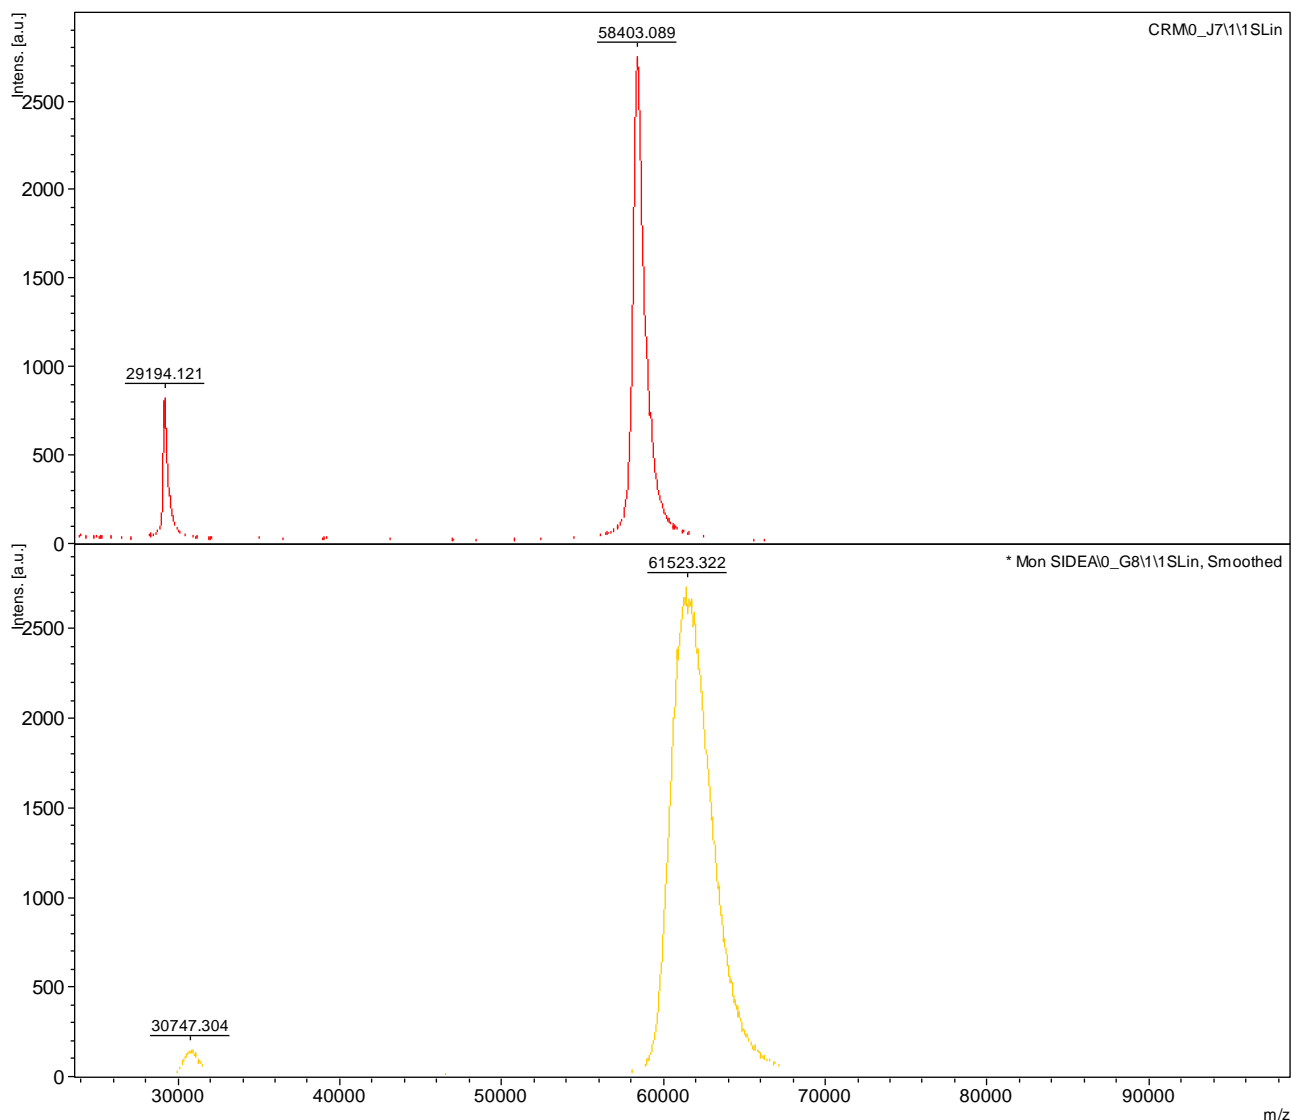 58403.089
CRM\0_J7\1\1SLin
Intens. [a.u.]
2500
2000
1500
1000
29194.121
500
0
61523.322
* Mon SIDEA\0_G8\1\1SLin, Smoothed
Intens. [a.u.]
2500
2000
1500
1000
500
30747.304
0
30000 40000 50000 60000 70000 80000 90000
m/z